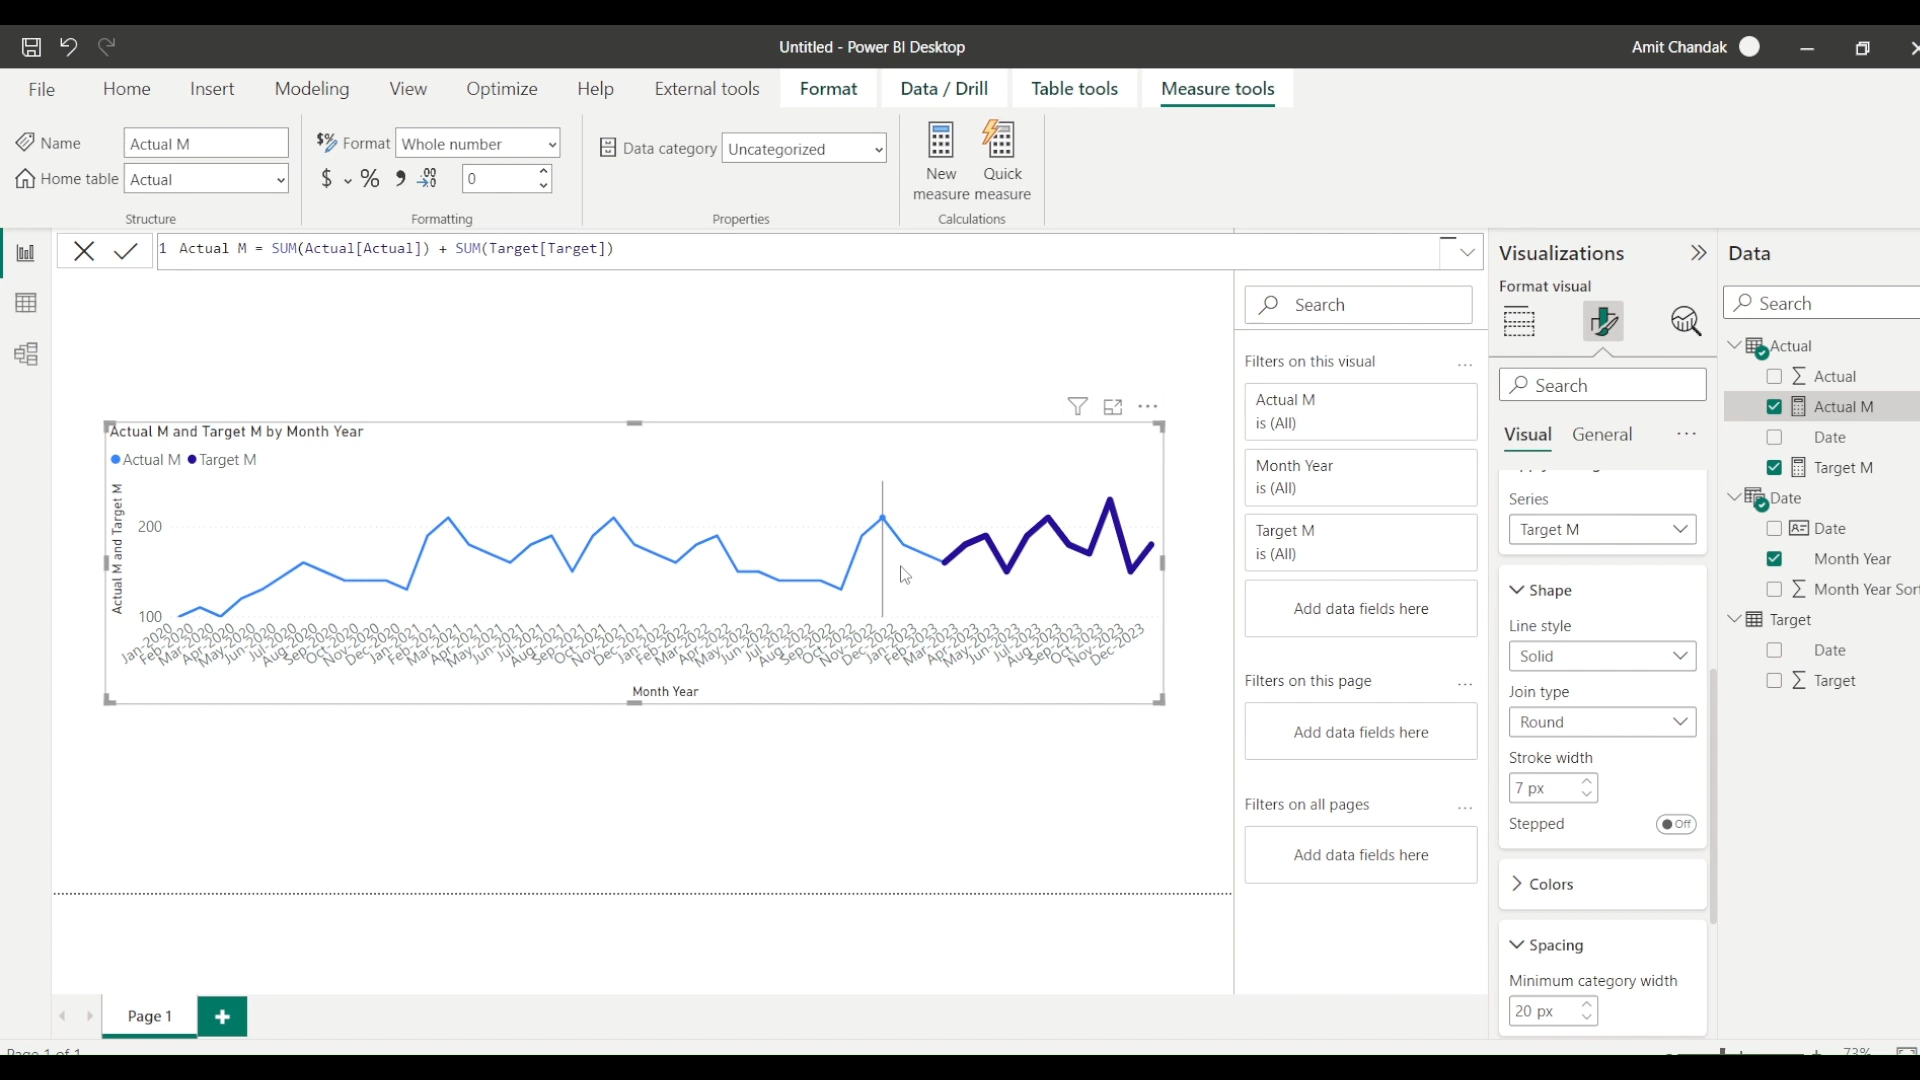 Untitled - Power BI Desktop
Amit Chandak
File Home Insert Modeling View Optimize Help External tools Format Data / Drill Table tools Measure tools
Name Actual M
Home table Actual
Structure
Format Whole number
$ % , .00 0
Formatting
Data category Uncategorized
Properties
New measure
Quick measure
Calculations
1 Actual M = SUM(Actual[Actual]) + SUM(Target[Target])
Actual M and Target M by Month Year
Actual M Target M
Actual M and Target M
200
100
Jan-2020 Feb-2020 Mar-2020 Apr-2020 May-2020 Jun-2020 Jul-2020 Aug-2020 Sep-2020 Oct-2020 Nov-2020 Dec-2020 Jan-2021 Feb-2021 Mar-2021 Apr-2021 May-2021 Jun-2021 Jul-2021 Aug-2021 Sep-2021 Oct-2021 Nov-2021 Dec-2021 Jan-2022 Feb-2022 Mar-2022 Apr-2022 May-2022 Jun-2022 Jul-2022 Aug-2022 Sep-2022 Oct-2022 Nov-2022 Dec-2022 Jan-2023 Feb-2023 Mar-2023 Apr-2023 May-2023 Jun-2023 Jul-2023 Aug-2023 Sep-2023 Oct-2023 Nov-2023 Dec-2023
Month Year
Search
Filters on this visual ...
Actual M
is (All)
Month Year
is (All)
Target M
is (All)
Add data fields here
Filters on this page ...
Add data fields here
Filters on all pages ...
Add data fields here
Visualizations
Format visual
Search
Visual General ...
Series
Target M
Shape
Line style
Solid
Join type
Round
Stroke width
7 px
Stepped Off
Colors
Spacing
Minimum category width
20 px
Data
Search
Actual
Actual
Actual M
Date
Target M
Date
Date
Month Year
Month Year Sor
Target
Date
Target
Page 1
Page 1 of 1
73%